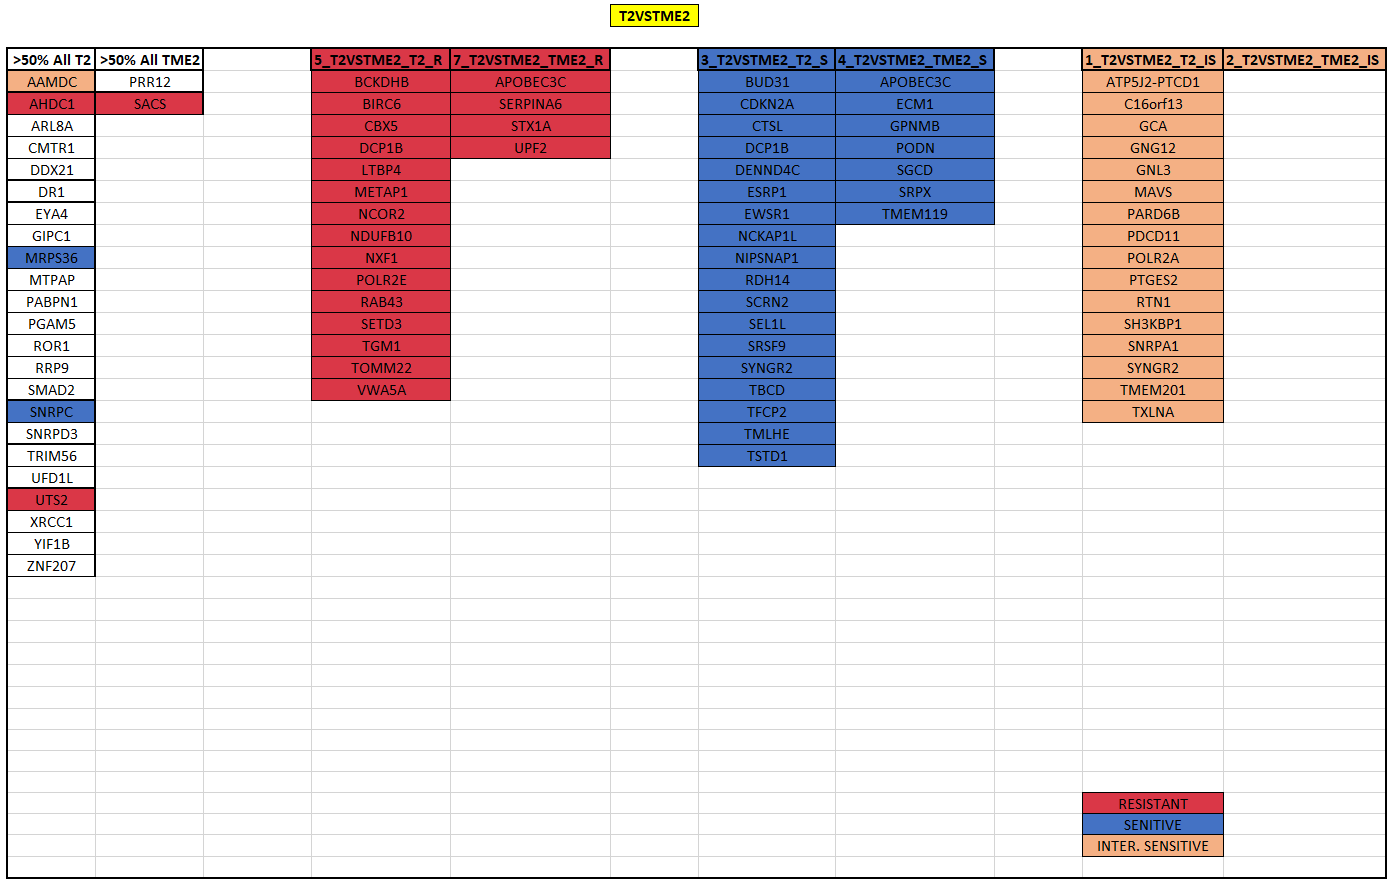 T2VSTME2
>50% All T2 >50% All TME2 5_T2VSTME2_T2_R 7_T2VSTME2_TME2_R 3_T2VSTME2_T2_S 4_T2VSTME2_TME2_S 1_T2VSTME2_T2_IS 2_T2VSTME2_TME2_IS
AAMDC PRR12 BCKDHB APOBEC3C BUD31 APOBEC3C ATP5J2-PTCD1
AHDC1 SACS BIRC6 SERPINA6 CDKN2A ECM1 C16orf13
ARL8A CBX5 STX1A CTSL GPNMB GCA
CMTR1 DCP1B UPF2 DCP1B PODN GNG12
DDX21 LTBP4 DENND4C SGCD GNL3
DR1 METAP1 ESRP1 SRPX MAVS
EYA4 NCOR2 EWSR1 TMEM119 PARD6B
GIPC1 NDUFB10 NCKAP1L PDCD11
MRPS36 NXF1 NIPSNAP1 POLR2A
MTPAP POLR2E RDH14 PTGES2
PABPN1 RAB43 SCRN2 RTN1
PGAM5 SETD3 SEL1L SH3KBP1
ROR1 TGM1 SRSF9 SNRPA1
RRP9 TOMM22 SYNGR2 SYNGR2
SMAD2 VWA5A TBCD TMEM201
SNRPC TFCP2 TXLNA
SNRPD3 TMLHE
TRIM56 TSTD1
UFD1L
UTS2
XRCC1
YIF1B
ZNF207
RESISTANT
SENITIVE
INTER. SENSITIVE